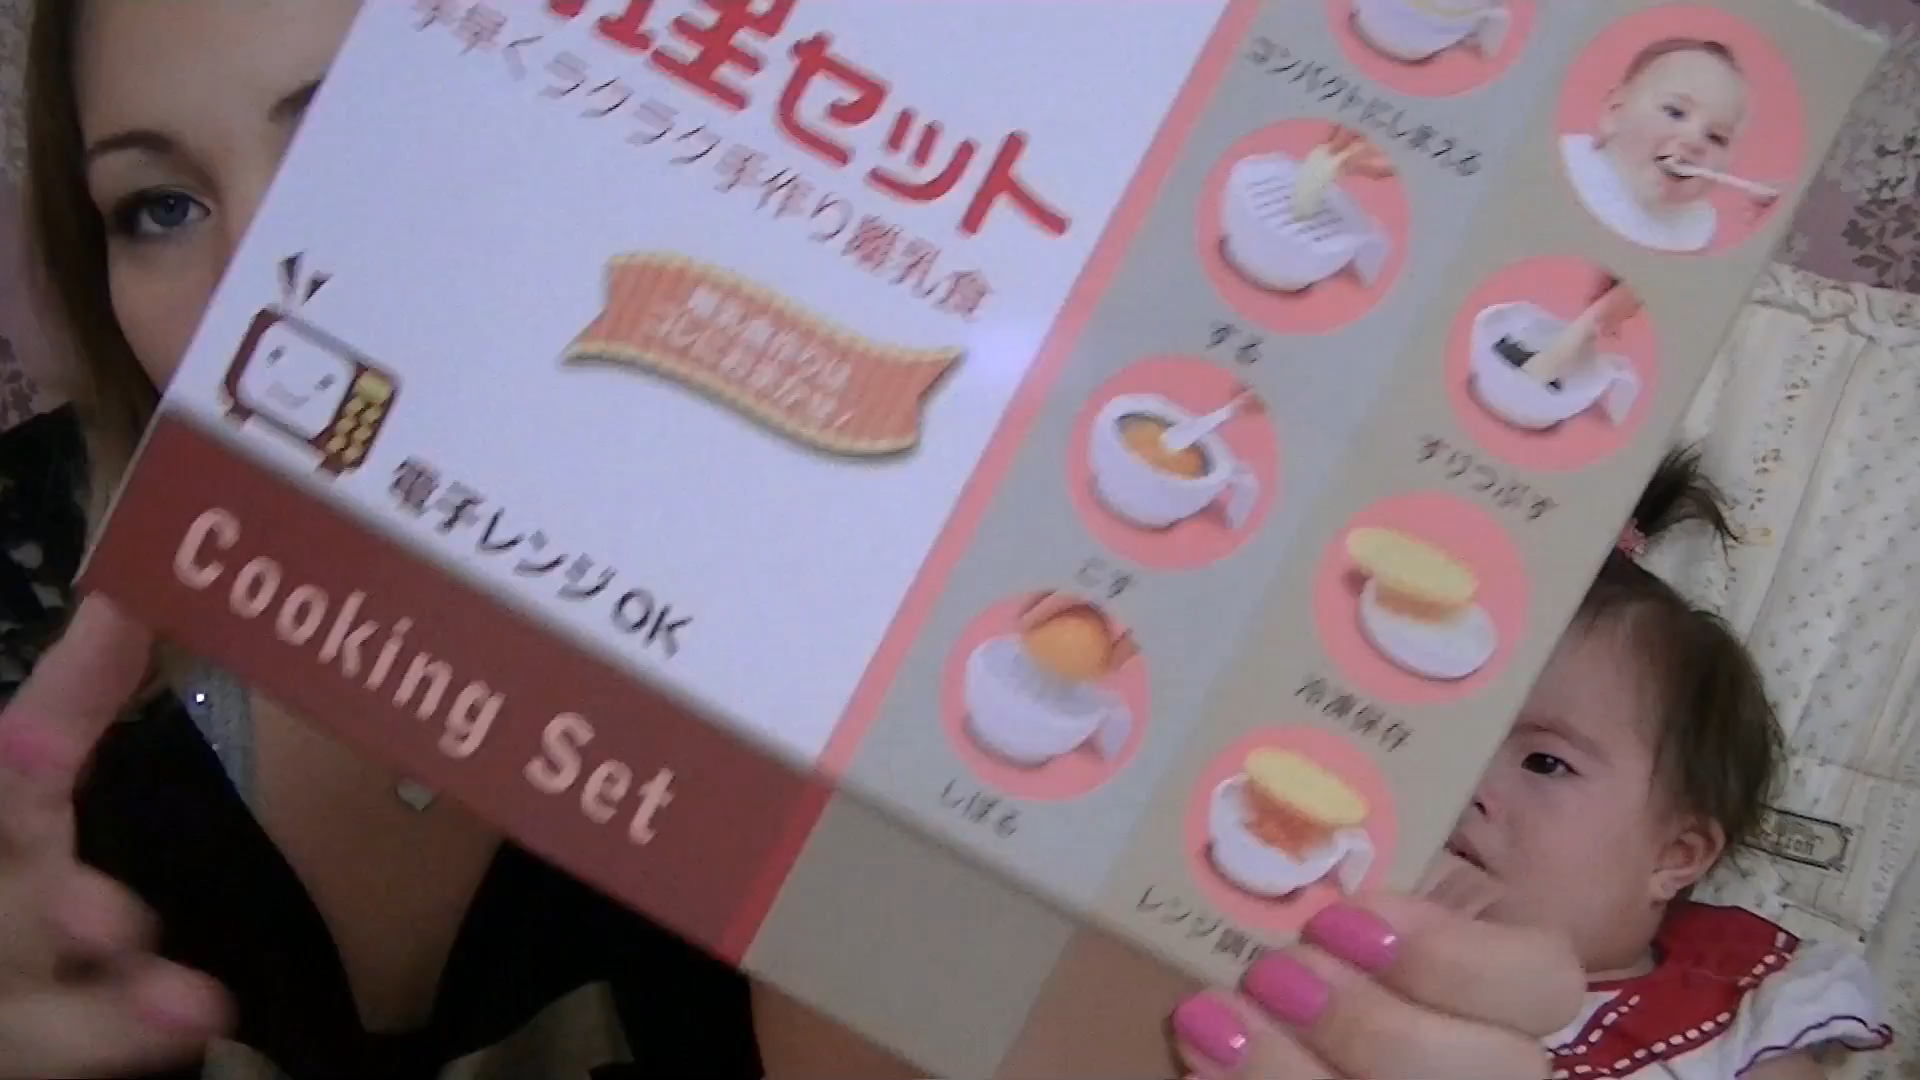 理セット
手早くラクラク手作り離乳食
電子レンジOK
Cooking Set
コンパクトにしまえる
する
すりつぶす
こす
冷凍保存
しぼる
レンジ調